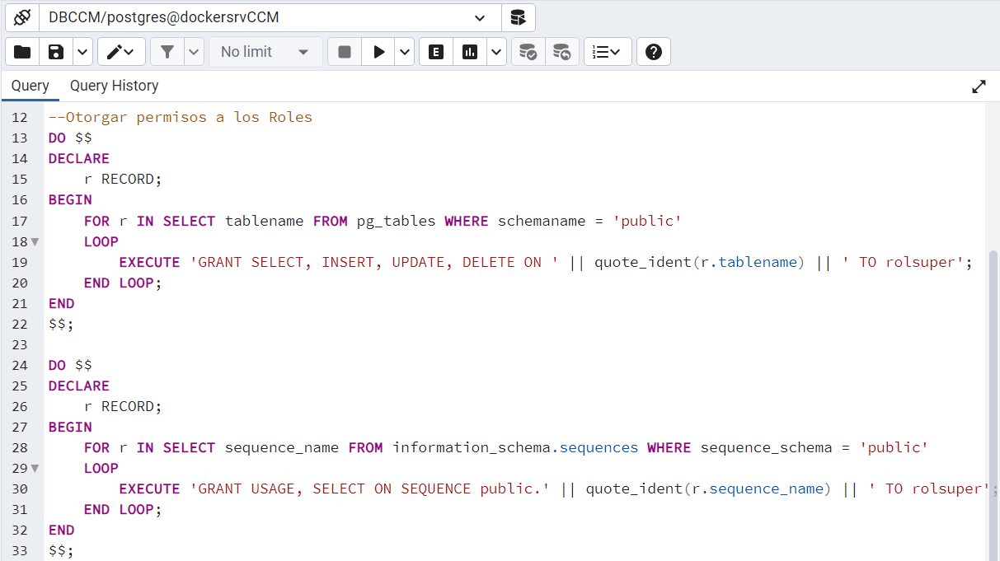 DBCCM/postgres@dockersrvCCM
No limit
E
Query Query History
12 --Otorgar permisos a los Roles
13 DO $$
14 DECLARE
15 r RECORD;
16 BEGIN
17 FOR r IN SELECT tablename FROM pg_tables WHERE schemaname = 'public'
18 LOOP
19 EXECUTE 'GRANT SELECT, INSERT, UPDATE, DELETE ON ' || quote_ident(r.tablename) || ' TO rolsuper';
20 END LOOP;
21 END
22 $$;
23
24 DO $$
25 DECLARE
26 r RECORD;
27 BEGIN
28 FOR r IN SELECT sequence_name FROM information_schema.sequences WHERE sequence_schema = 'public'
29 LOOP
30 EXECUTE 'GRANT USAGE, SELECT ON SEQUENCE public.' || quote_ident(r.sequence_name) || ' TO rolsuper';
31 END LOOP;
32 END
33 $$;